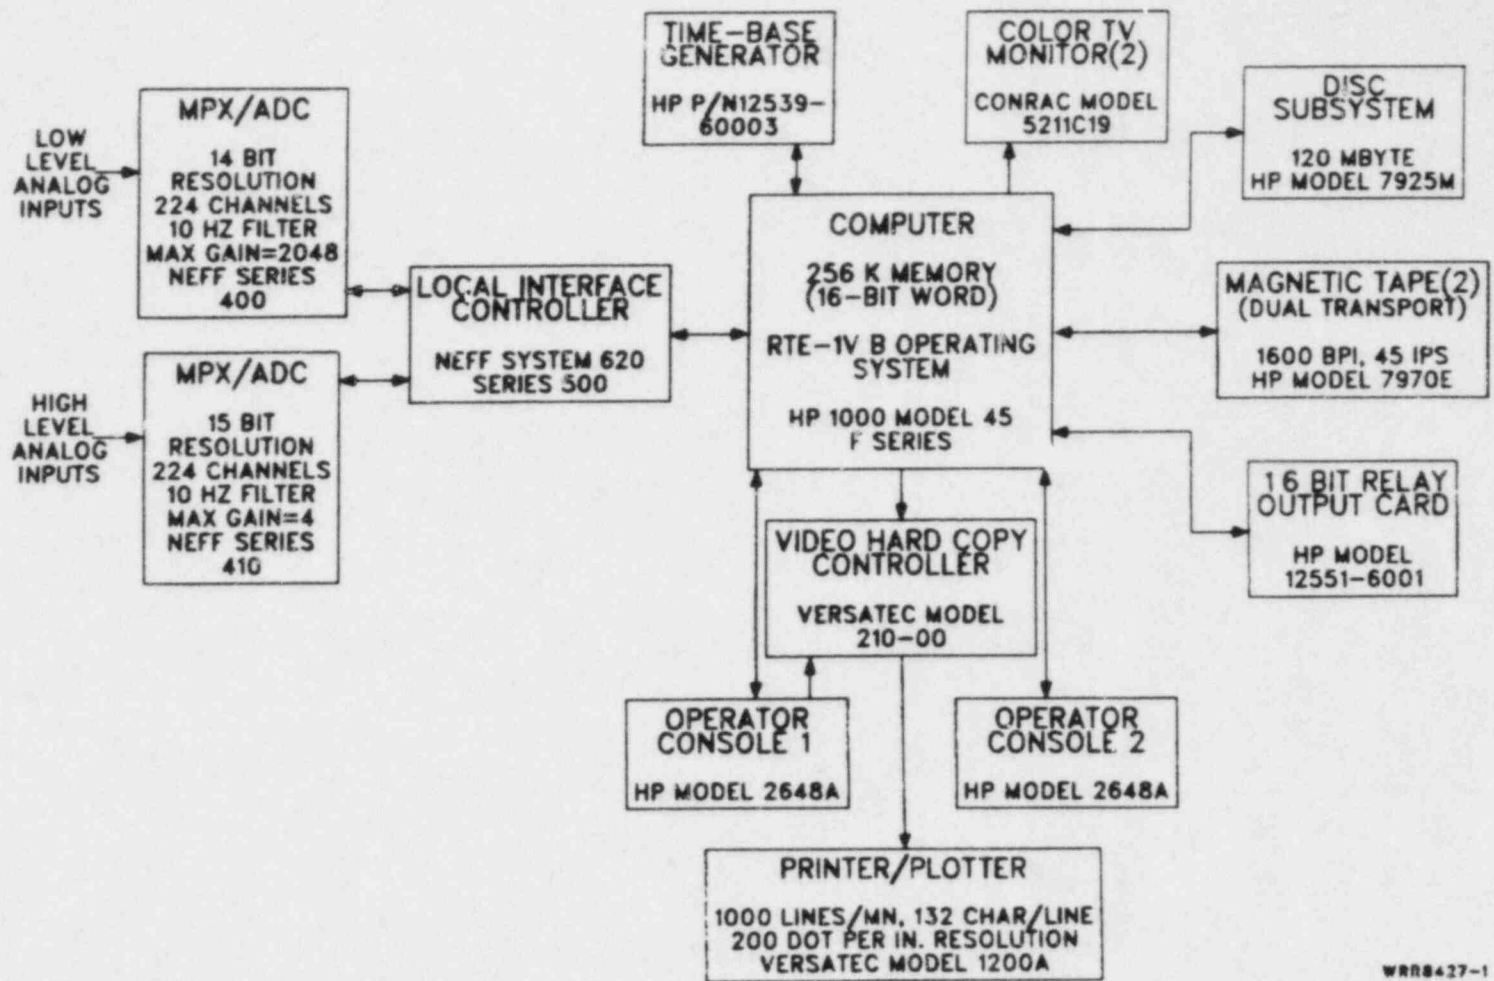 TIME-BASE
GENERATOR
HP P/N12539-
60003
COLOR TV
MONITOR(2)
CONRAC MODEL
5211C19
DISC
SUBSYSTEM
120 MBYTE
HP MODEL 7925M
LOW
LEVEL
ANALOG
INPUTS
MPX/ADC
14 BIT
RESOLUTION
224 CHANNELS
10 HZ FILTER
MAX GAIN=2048
NEFF SERIES
400
LOCAL INTERFACE
CONTROLLER
NEFF SYSTEM 620
SERIES 500
COMPUTER
256 K MEMORY
(16-BIT WORD)
RTE-1V B OPERATING
SYSTEM
HP 1000 MODEL 45
F SERIES
MAGNETIC TAPE(2)
(DUAL TRANSPORT)
1600 BPI, 45 IPS
HP MODEL 7970E
HIGH
LEVEL
ANALOG
INPUTS
MPX/ADC
15 BIT
RESOLUTION
224 CHANNELS
10 HZ FILTER
MAX GAIN=4
NEFF SERIES
410
16 BIT RELAY
OUTPUT CARD
HP MODEL
12551-6001
VIDEO HARD COPY
CONTROLLER
VERSATEC MODEL
210-00
OPERATOR
CONSOLE 1
HP MODEL 2648A
OPERATOR
CONSOLE 2
HP MODEL 2648A
PRINTER/PLOTTER
1000 LINES/MN, 132 CHAR/LINE
200 DOT PER IN. RESOLUTION
VERSATEC MODEL 1200A
WRR8427-1